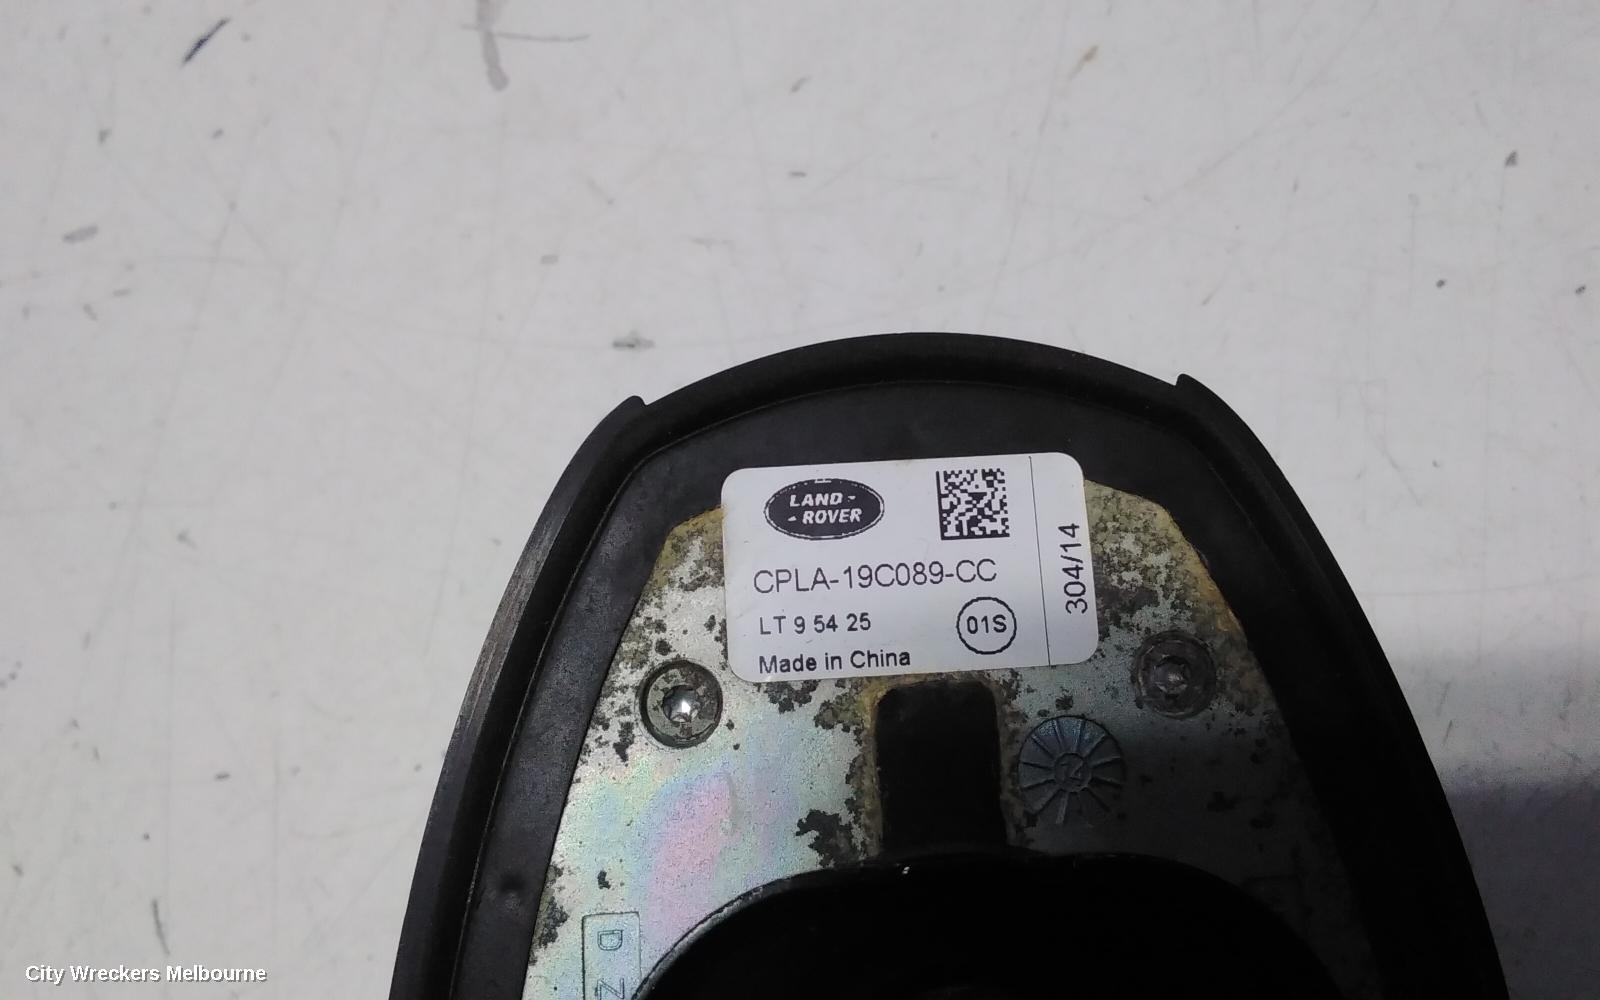 LAND -
- ROVER
CPLA-19C089-CC
LT 9 54 25
01S
Made in China
304/14
D
City Wreckers Melbourne